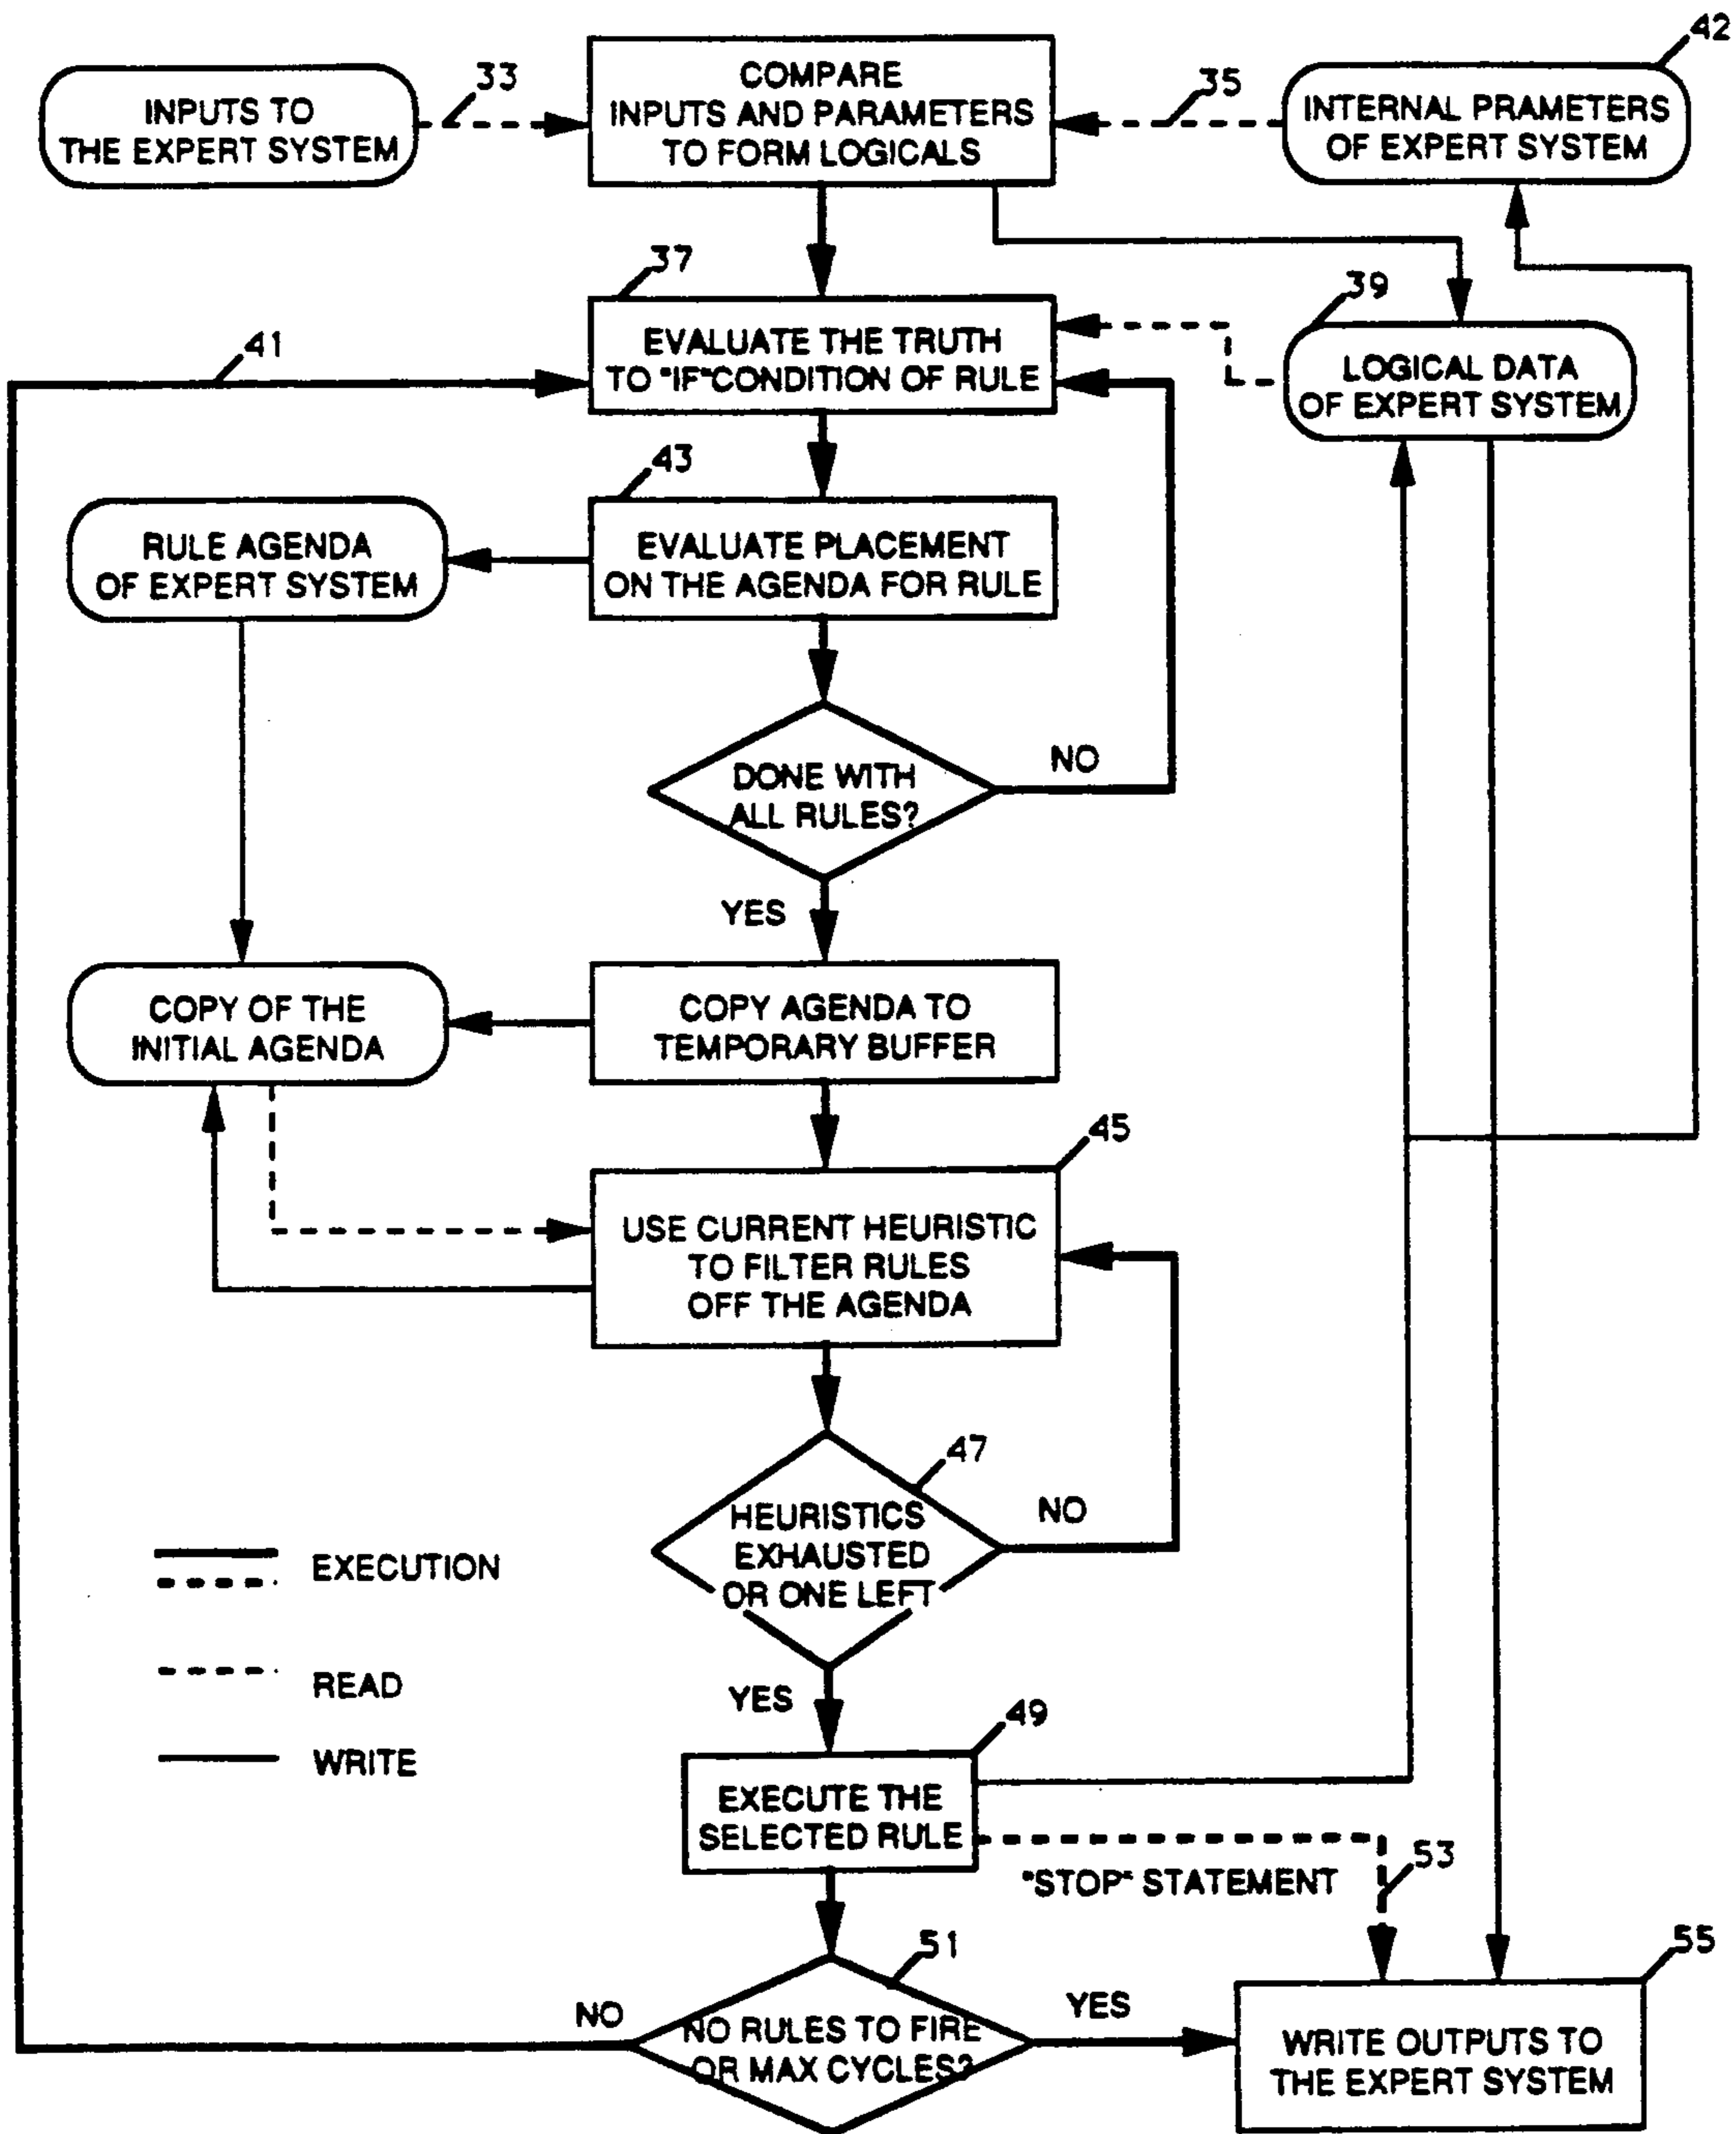 42
33
COMPARE
INPUTS AND PARAMETERS
TO FORM LOGICALS
35
INPUTS TO
THE EXPERT SYSTEM
INTERNAL PRAMETERS
OF EXPERT SYSTEM
37
39
41
EVALUATE THE TRUTH
TO "IF"CONDITION OF RULE
LOGICAL DATA
OF EXPERT SYSTEM
43
RULE AGENDA
OF EXPERT SYSTEM
EVALUATE PLACEMENT
ON THE AGENDA FOR RULE
DONE WITH
ALL RULES?
NO
YES
COPY OF THE
INITIAL AGENDA
COPY AGENDA TO
TEMPORARY BUFFER
45
USE CURRENT HEURISTIC
TO FILTER RULES
OFF THE AGENDA
47
HEURISTICS
EXHAUSTED
OR ONE LEFT
NO
EXECUTION
READ
WRITE
YES
49
EXECUTE THE
SELECTED RULE
"STOP" STATEMENT
53
51
55
NO
NO RULES TO FIRE
OR MAX CYCLES?
YES
WRITE OUTPUTS TO
THE EXPERT SYSTEM